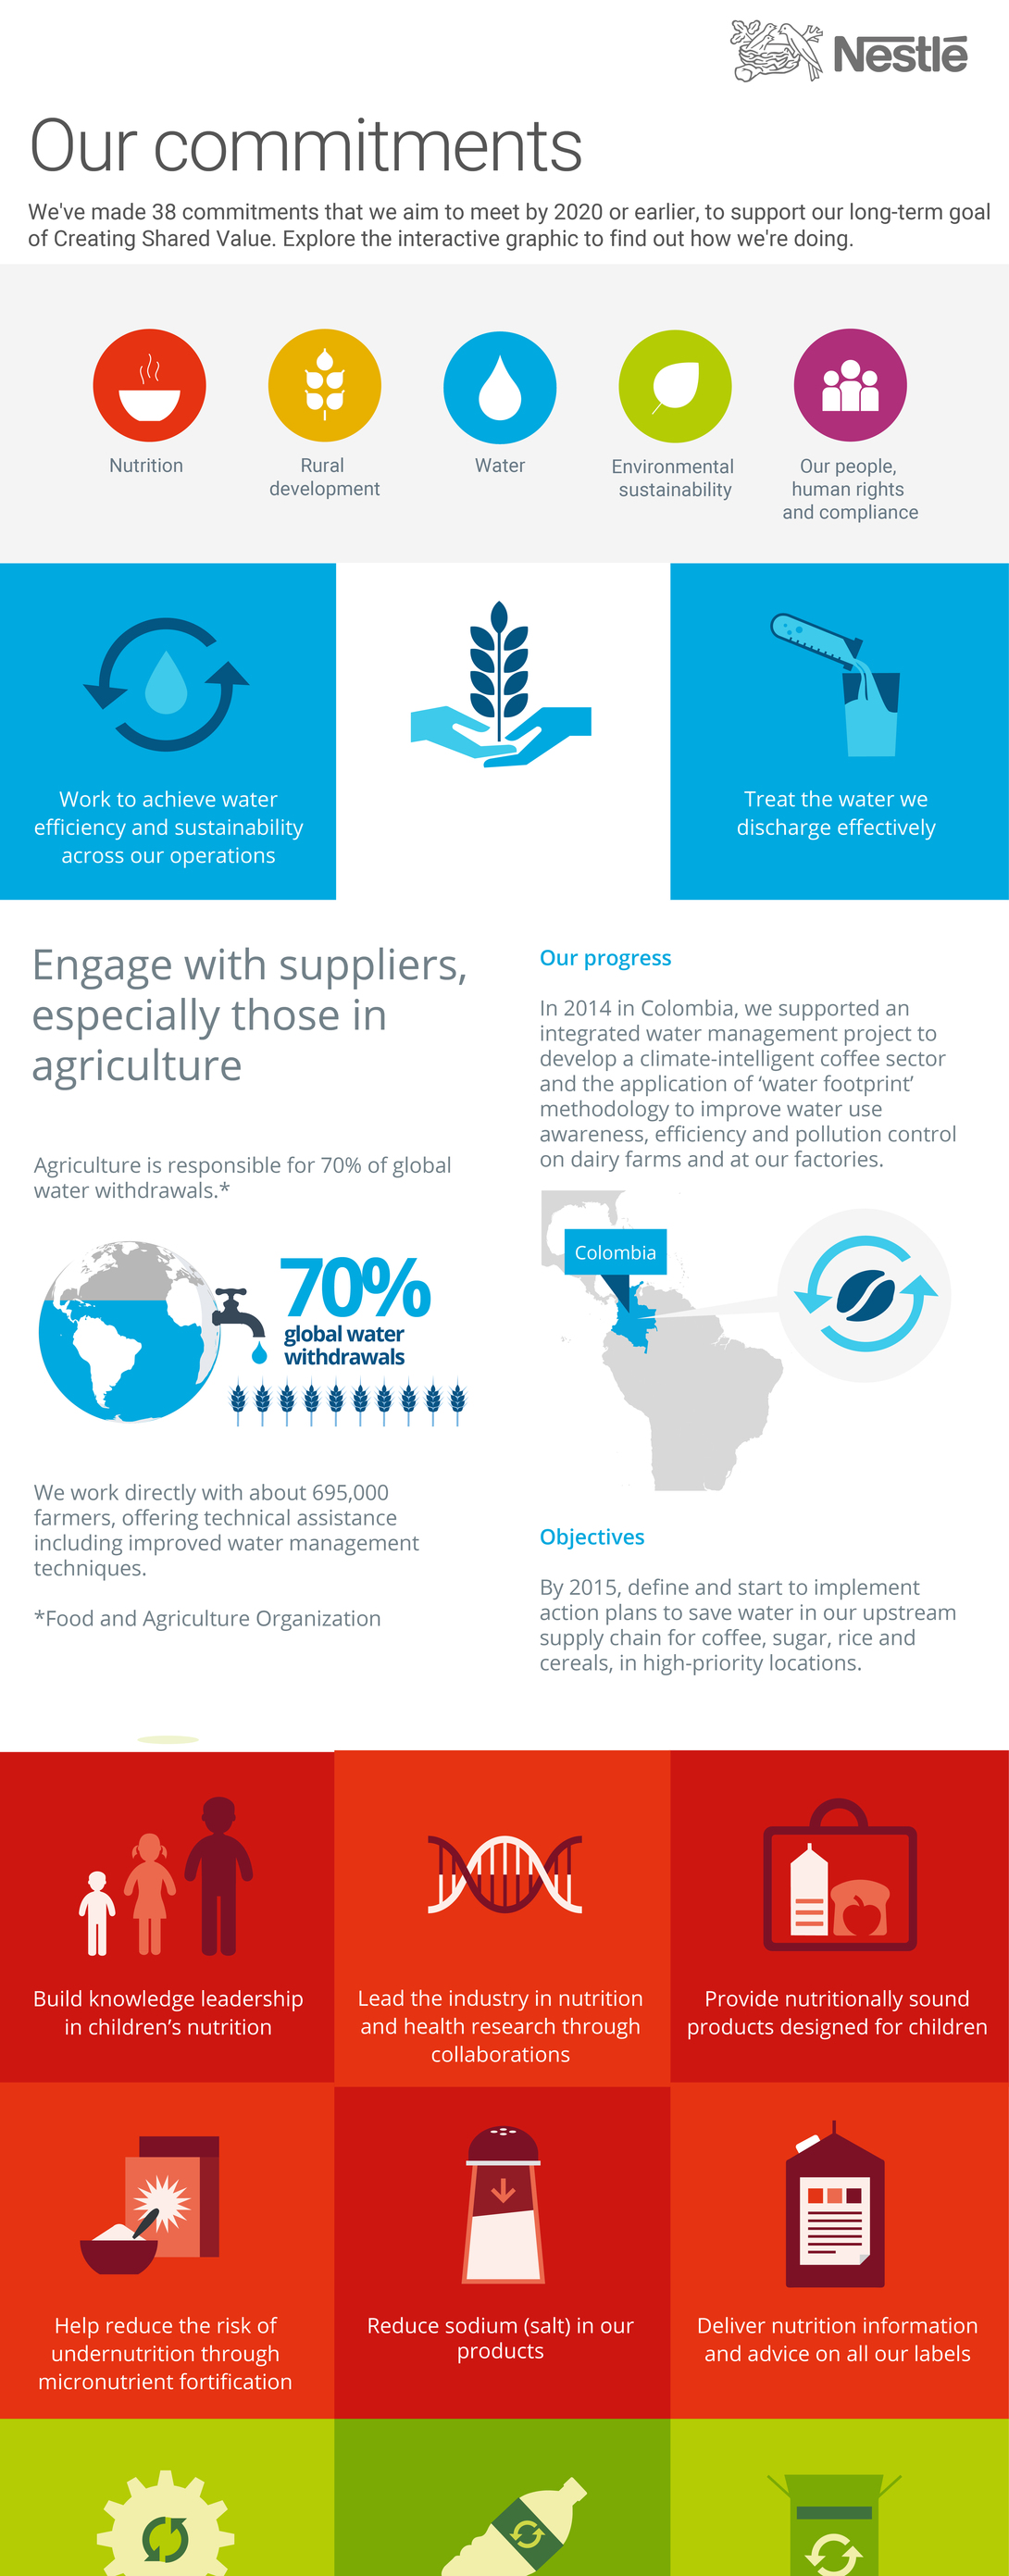 Nestlé
Our commitments
We've made 38 commitments that we aim to meet by 2020 or earlier, to support our long-term goal
of Creating Shared Value. Explore the interactive graphic to find out how we're doing.
Nutrition
Rural
development
Water
Environmental
sustainability
Our people,
human rights
and compliance
Work to achieve water
efficiency and sustainability
across our operations
Treat the water we
discharge effectively
Engage with suppliers,
especially those in
agriculture
Agriculture is responsible for 70% of global
water withdrawals.*
70%
global water
withdrawals
We work directly with about 695,000
farmers, offering technical assistance
including improved water management
techniques.
*Food and Agriculture Organization
Our progress
In 2014 in Colombia, we supported an
integrated water management project to
develop a climate-intelligent coffee sector
and the application of ‘water footprint’
methodology to improve water use
awareness, efficiency and pollution control
on dairy farms and at our factories.
Colombia
Objectives
By 2015, define and start to implement
action plans to save water in our upstream
supply chain for coffee, sugar, rice and
cereals, in high-priority locations.
Build knowledge leadership
in children’s nutrition
Lead the industry in nutrition
and health research through
collaborations
Provide nutritionally sound
products designed for children
Help reduce the risk of
undernutrition through
micronutrient fortification
Reduce sodium (salt) in our
products
Deliver nutrition information
and advice on all our labels